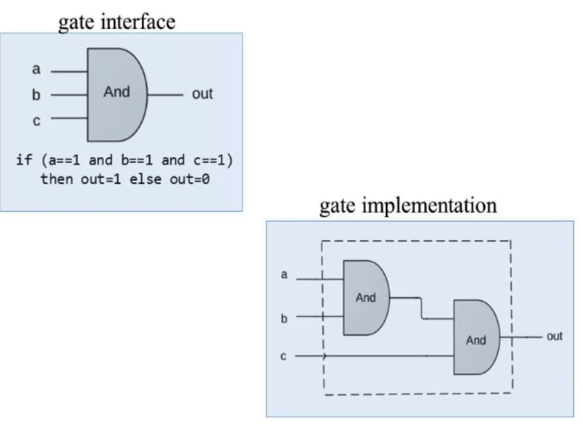 gate interface
a
b
c
And
out
if (a==1 and b==1 and c==1)
then out=1 else out=0
gate implementation
a
b
c
And
And
out